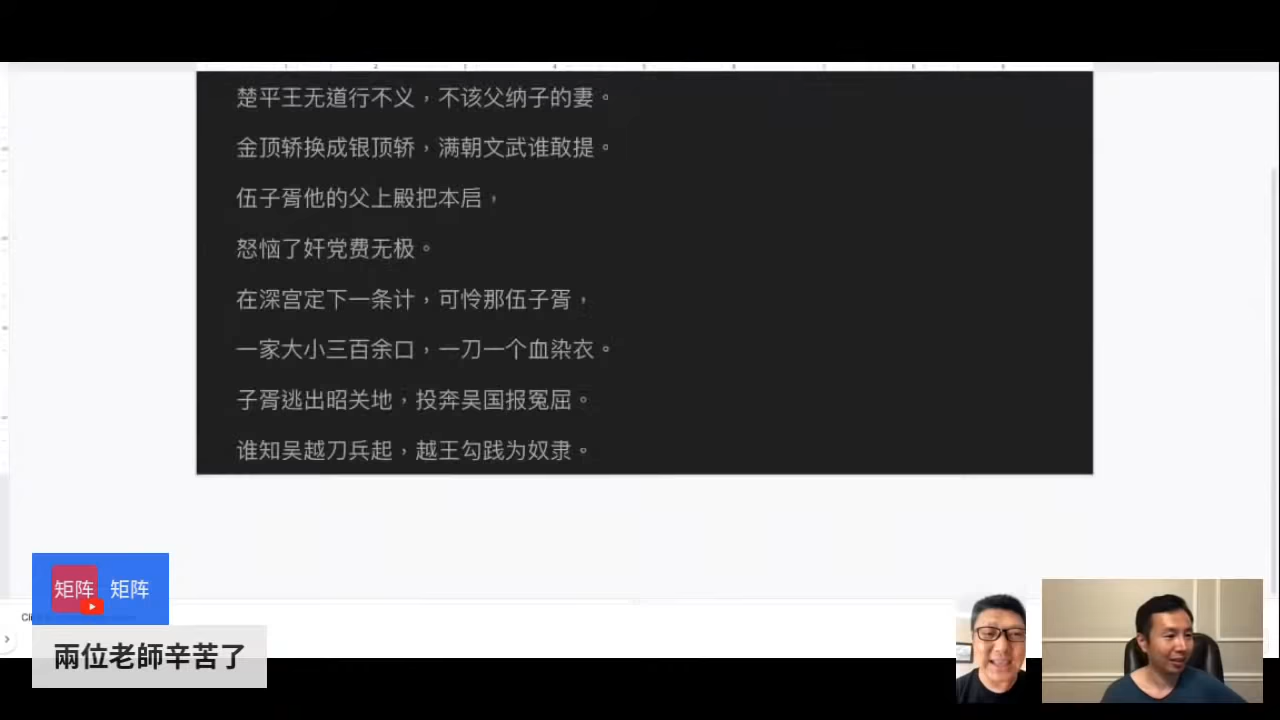 楚平王无道行不义，不该父纳子的妻。
金顶轿换成银顶轿，满朝文武谁敢提。
伍子胥他的父上殿把本启，
怒恼了奸党费无极。
在深宫定下一条计，可怜那伍子胥，
一家大小三百余口，一刀一个血染衣。
子胥逃出昭关地，投奔吴国报冤屈。
谁知吴越刀兵起，越王勾践为奴隶。
矩阵 矩阵
兩位老師辛苦了